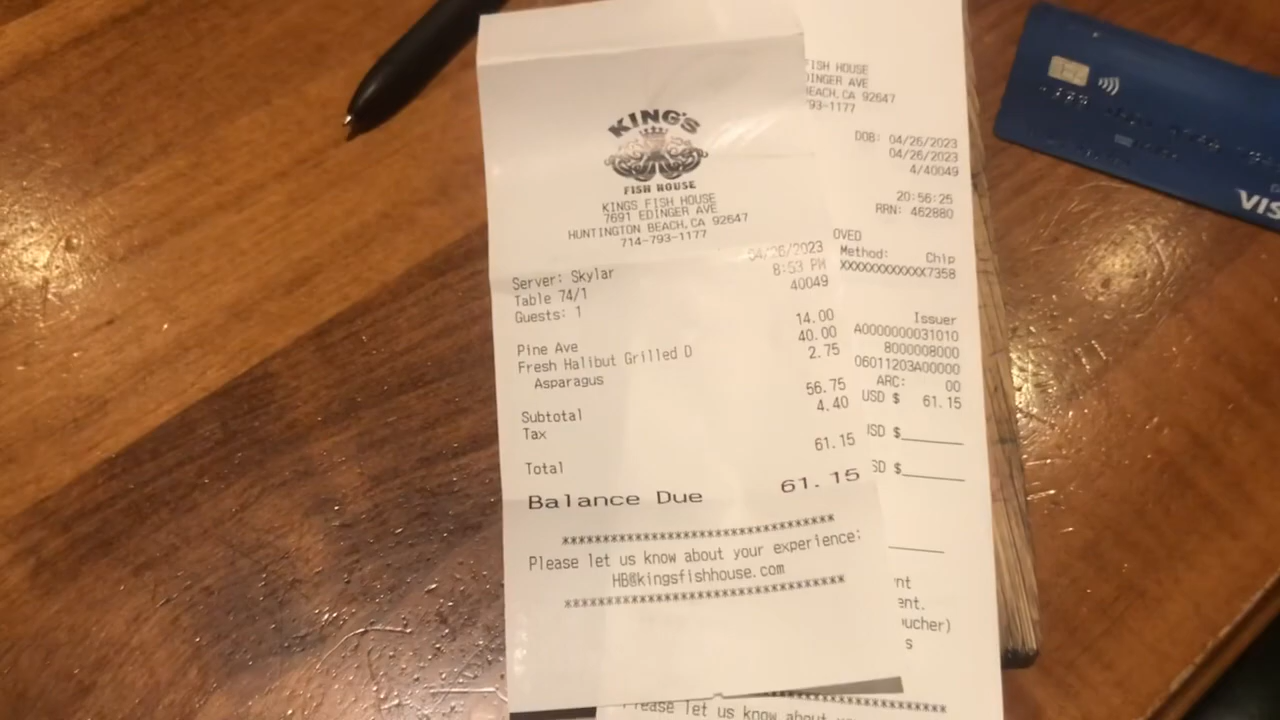 KING'S
FISH HOUSE
KINGS FISH HOUSE
7691 EDINGER AVE
HUNTINGTON BEACH,CA 92647
714-793-1177
04/26/2023
Server: Skylar 8:53 PM
Table 74/1 40049
Guests: 1
Pine Ave 14.00
Fresh Halibut Grilled D 40.00
Asparagus 2.75
Subtotal 56.75
Tax 4.40
Total 61.15
Balance Due 61.15
********************************
Please let us know about your experience:
HB@kingsfishhouse.com
********************************
FISH HOUSE
DINGER AVE
BEACH,CA 92647
793-1177
DOB: 04/26/2023
04/26/2023
4/40049
20:56:25
RRN: 462880
OVED
Method: Chip
XXXXXXXXXXXX7358
Issuer
A0000000031010
8000008000
06011203A00000
ARC: 00
USD $ 61.15
USD $
SD $
nt
ent.
ucher)
s
Please let us know about
VIS